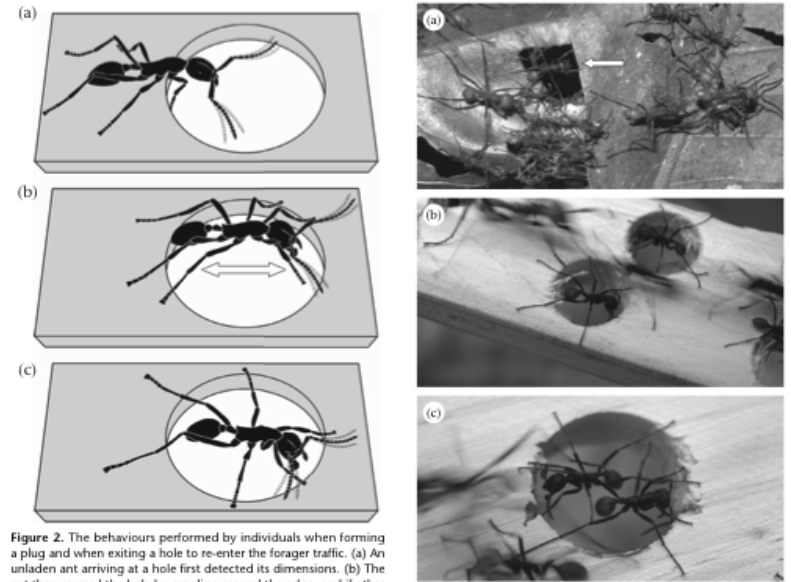 (a)
(b)
(c)
Figure 2. The behaviours performed by individuals when forming
a plug and when exiting a hole to re-enter the forager traffic. (a) An
unladen ant arriving at a hole first detected its dimensions. (b) The
(a)
(b)
(c)